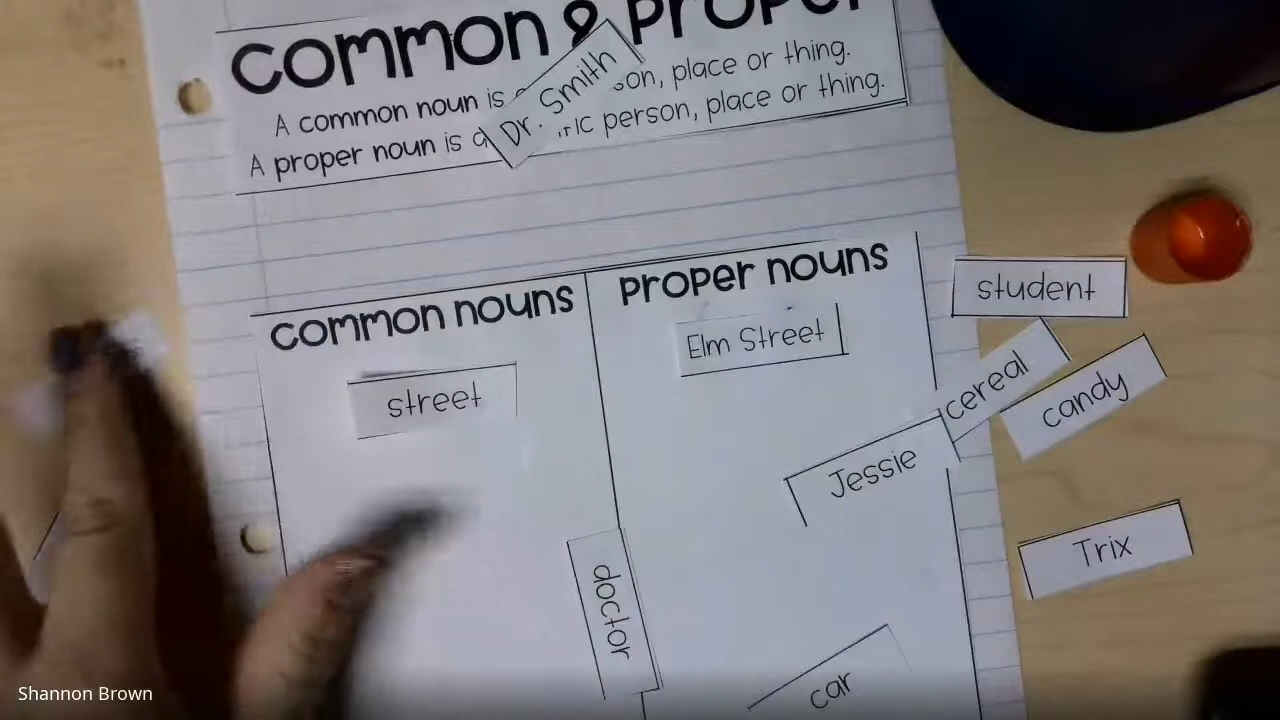 common & proper
Dr. Smith
A common noun is son, place or thing.
A proper noun is a person, place or thing.
common nouns
proper nouns
student
Elm Street
street
cereal
candy
Jessie
Trix
doctor
car
Shannon Brown